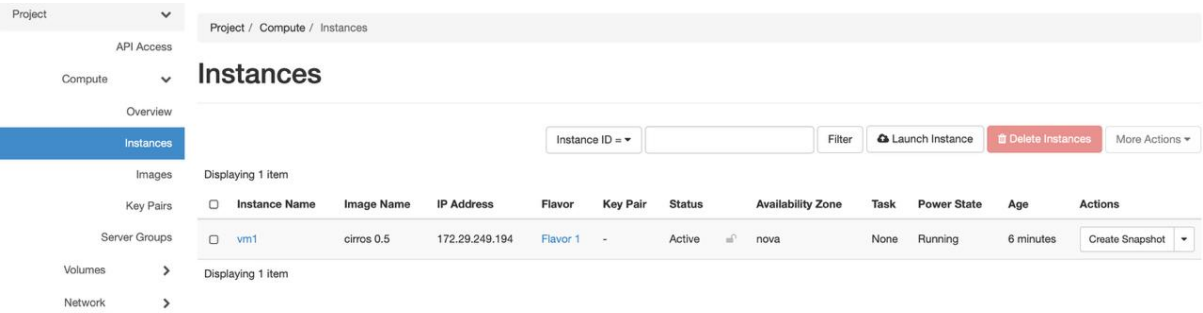 Project
API Access
Compute
Overview
Instances
Images
Key Pairs
Server Groups
Volumes
Network
Project / Compute / Instances
Instances
Instance ID = Filter Launch Instance Delete Instances More Actions
Displaying 1 item
Instance Name Image Name IP Address Flavor Key Pair Status Availability Zone Task Power State Age Actions
vm1 cirros 0.5 172.29.249.194 Flavor 1 - Active nova None Running 6 minutes Create Snapshot
Displaying 1 item